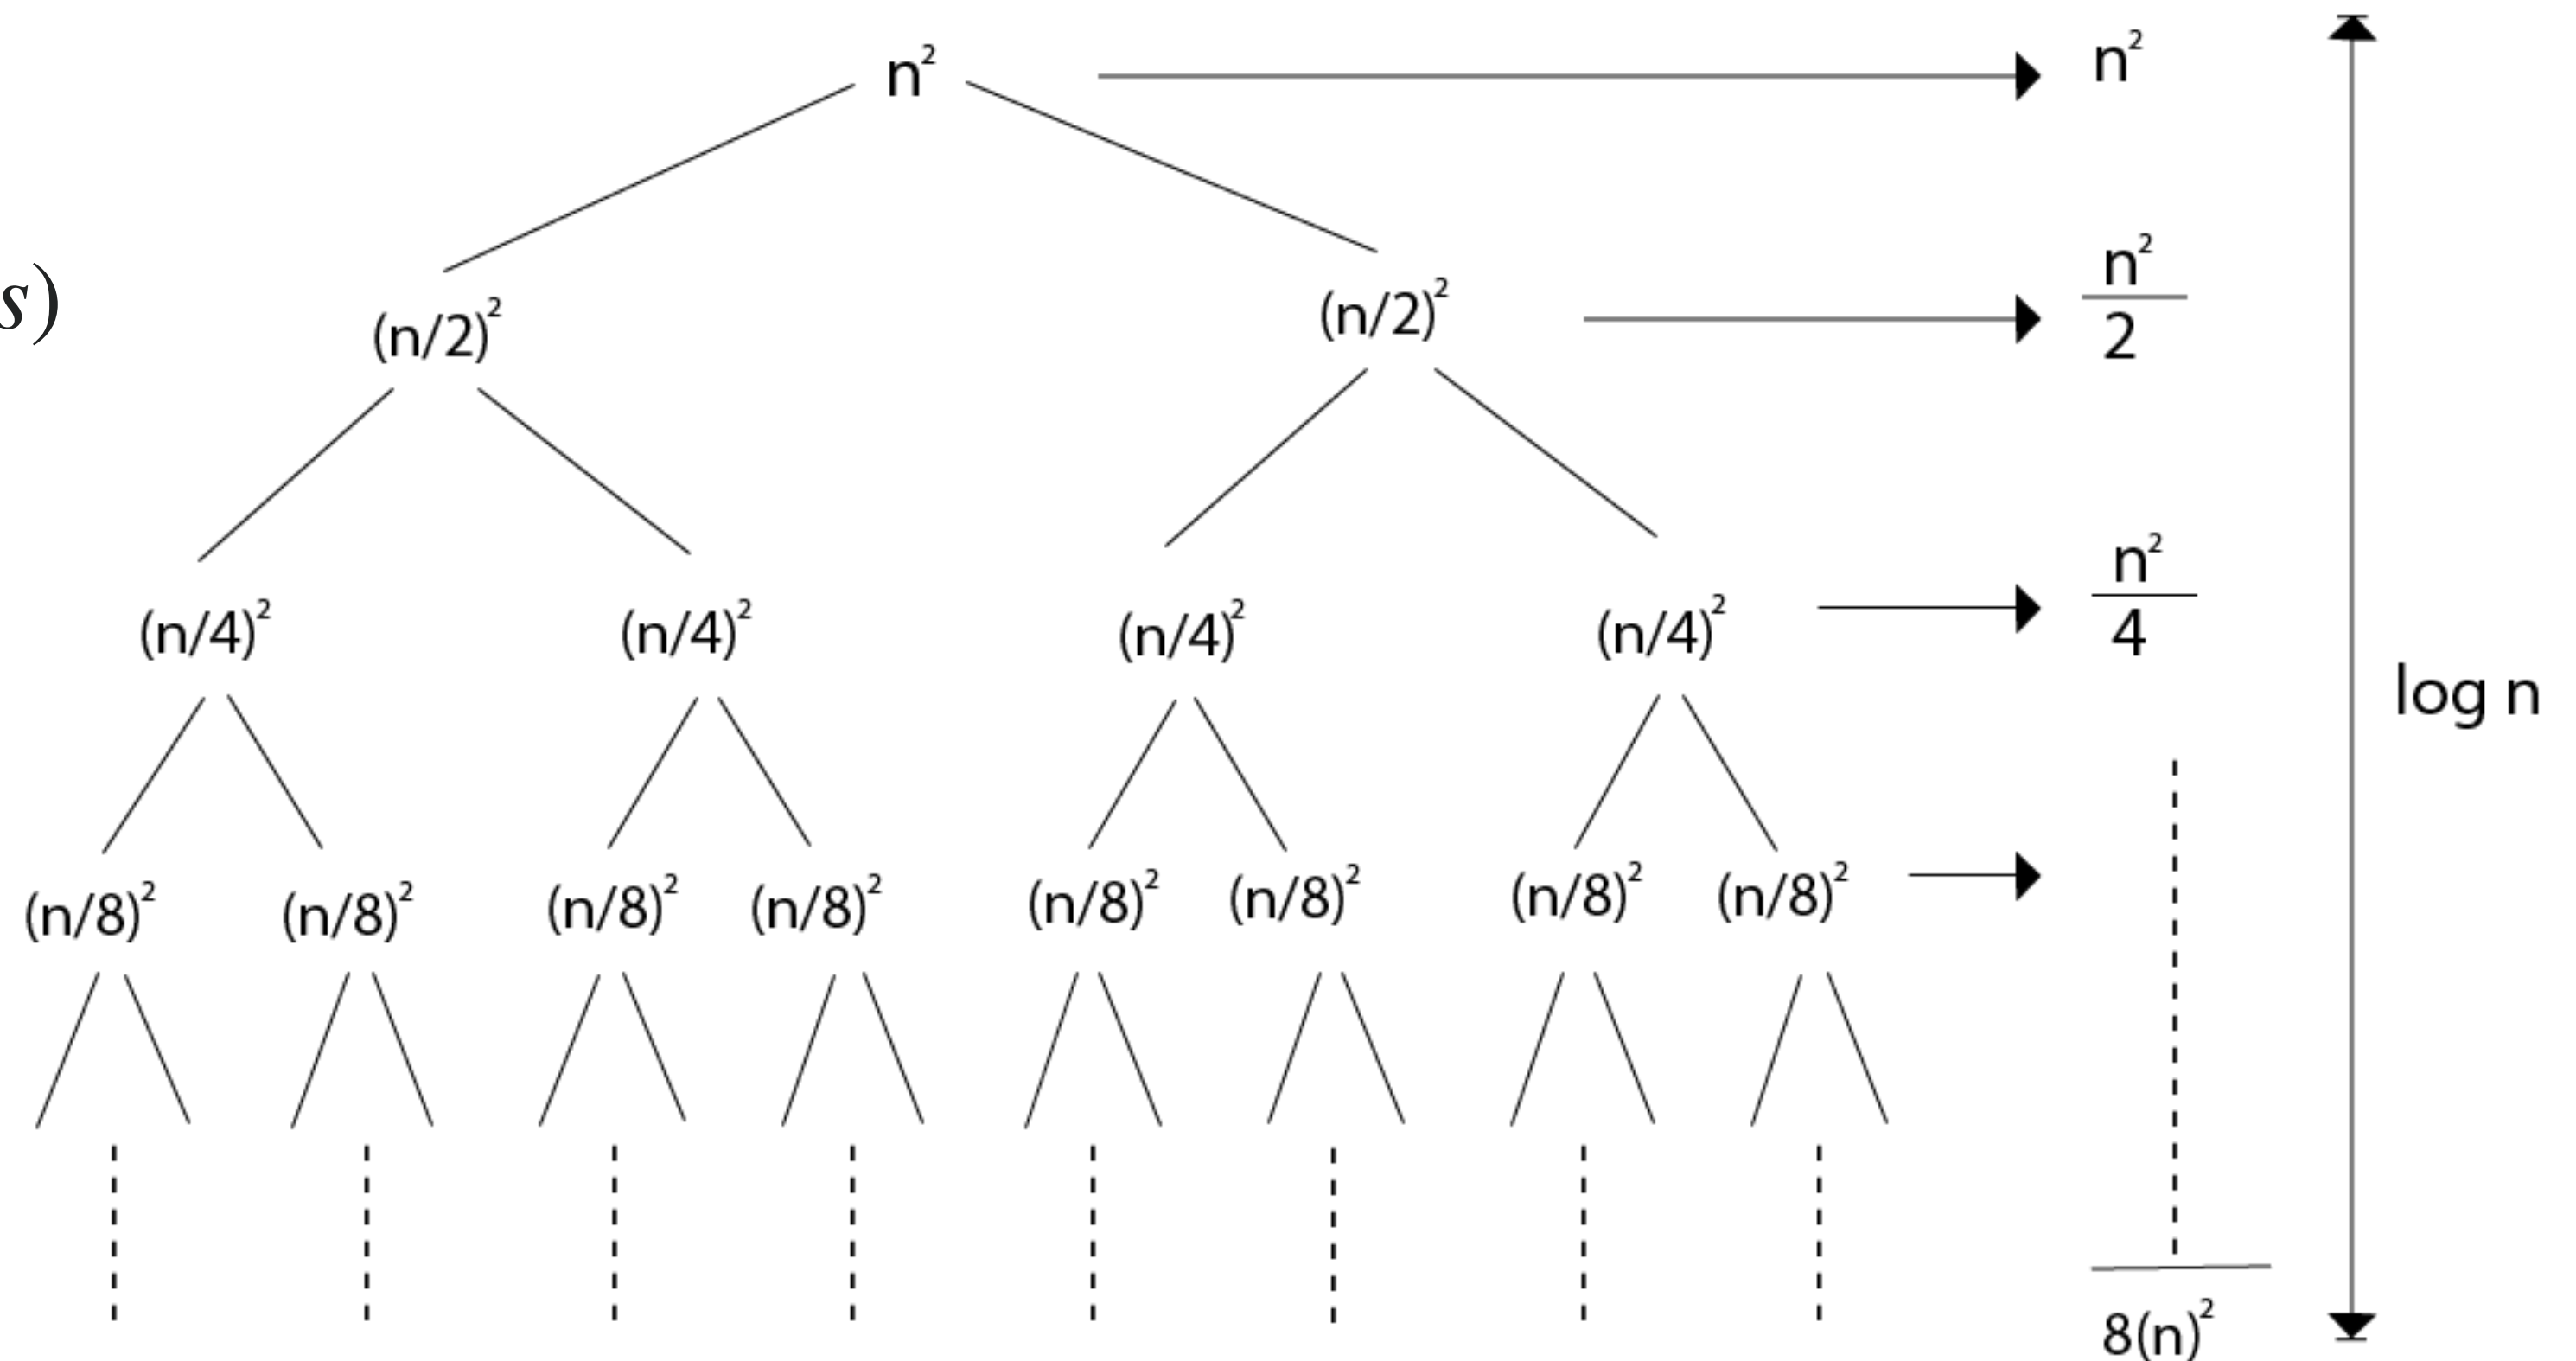 n² n²
s) (n/2)² (n/2)² n²/2
(n/4)² (n/4)² (n/4)² (n/4)² n²/4
log n
(n/8)² (n/8)² (n/8)² (n/8)² (n/8)² (n/8)² (n/8)² (n/8)²
8(n)²